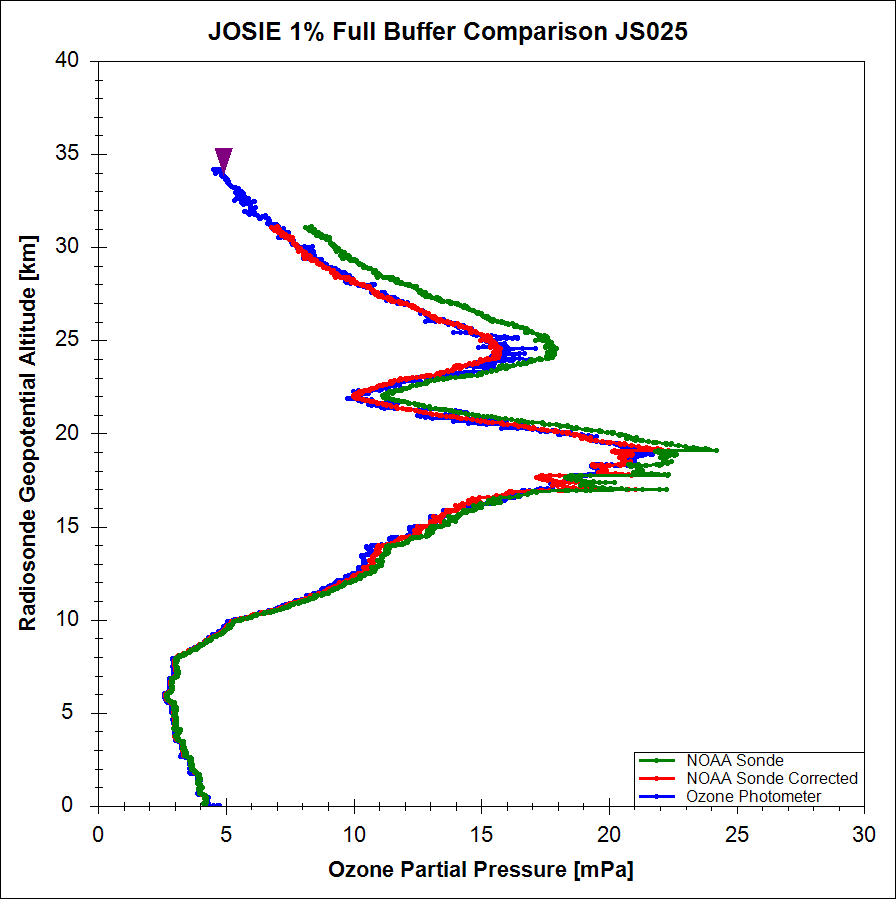 JOSIE 1% Full Buffer Comparison JS025
40
35
30
25
20
15
10
5
0
Radiosonde Geopotential Altitude [km]
NOAA Sonde
NOAA Sonde Corrected
Ozone Photometer
0 5 10 15 20 25 30
Ozone Partial Pressure [mPa]